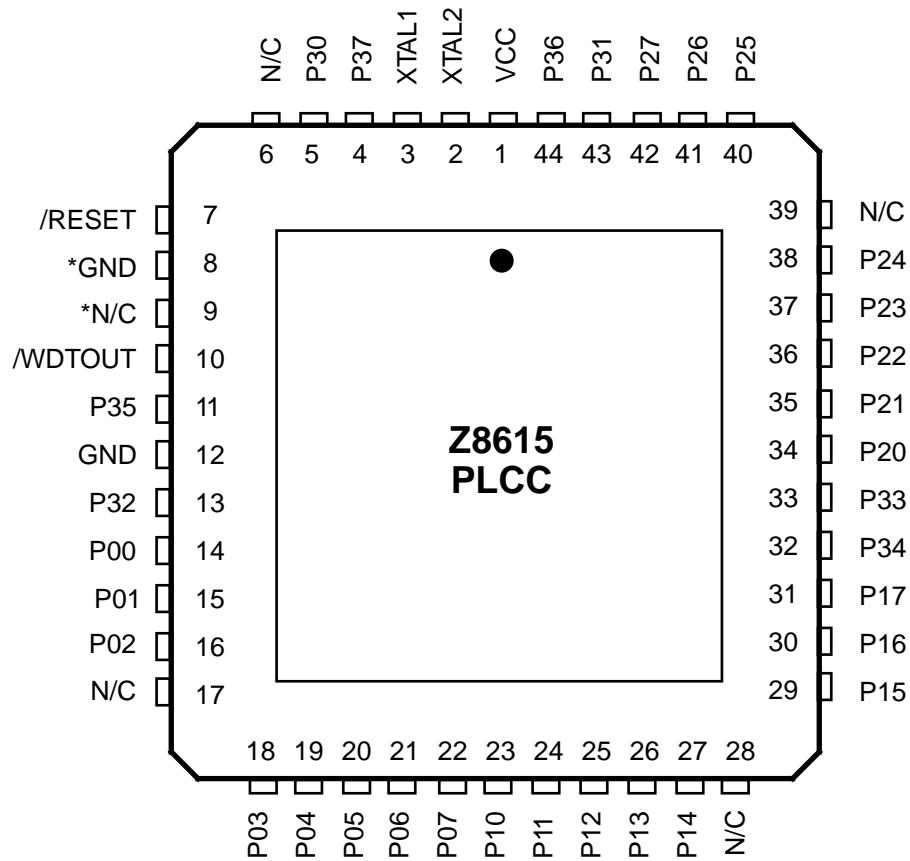 N/C P30 P37 XTAL1 XTAL2 VCC P36 P31 P27 P26 P25
6 5 4 3 2 1 44 43 42 41 40
/RESET 7 39 N/C
*GND 8 38 P24
*N/C 9 37 P23
/WDTOUT 10 36 P22
P35 11 35 P21
GND 12 34 P20
P32 13 33 P33
P00 14 32 P34
P01 15 31 P17
P02 16 30 P16
N/C 17 29 P15
Z8615
PLCC
18 19 20 21 22 23 24 25 26 27 28
P03 P04 P05 P06 P07 P10 P11 P12 P13 P14 N/C